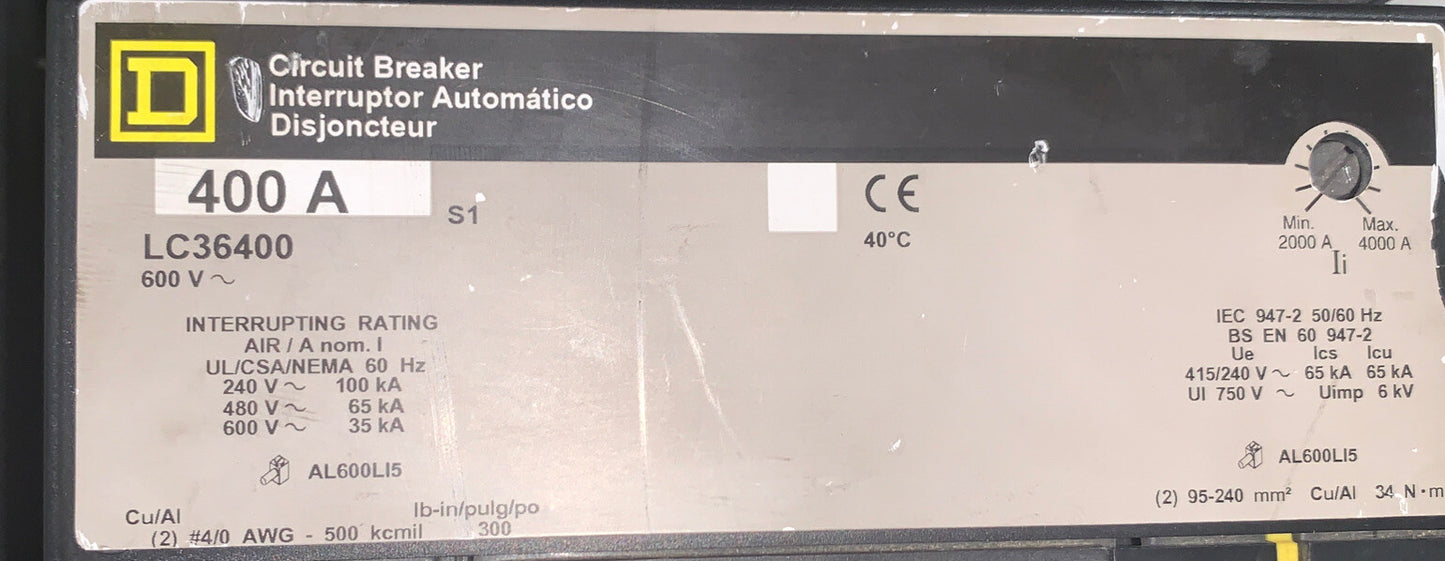 D
Circuit Breaker
Interruptor Automático
Disjoncteur
400 A
S1
LC36400
600 V ~
CE
40°C
Min. Max.
2000 A 4000 A
Ii
INTERRUPTING RATING
AIR / A nom. I
UL/CSA/NEMA 60 Hz
240 V ~ 100 kA
480 V ~ 65 kA
600 V ~ 35 kA
AL600LI5
Cu/Al lb-in/pulg/po
(2) #4/0 AWG - 500 kcmil 300
IEC 947-2 50/60 Hz
BS EN 60 947-2
Ue Ics Icu
415/240 V ~ 65 kA 65 kA
UI 750 V ~ Uimp 6 kV
AL600LI5
(2) 95-240 mm² Cu/Al 34 N·m